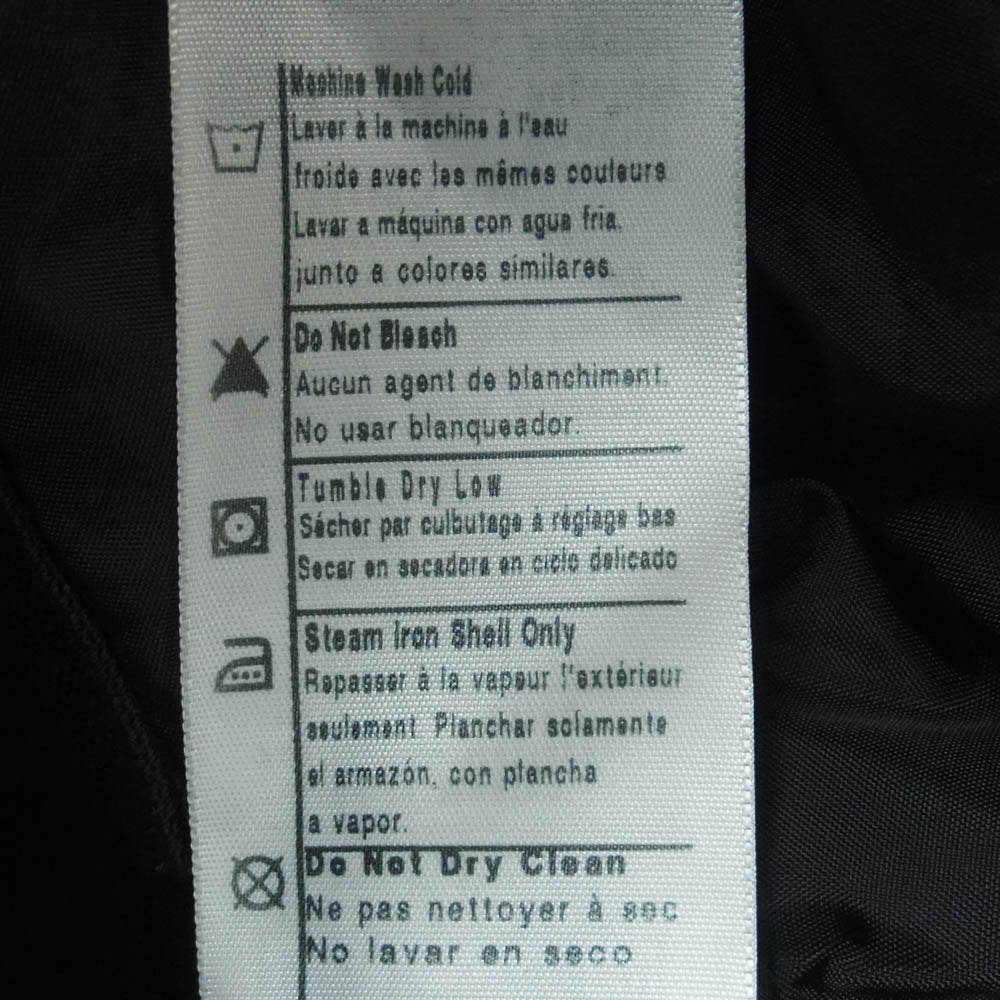 Machine Wash Cold
Laver à la machine à l'eau
froide avec les mêmes couleurs
Lavar a máquina con agua fria.
junto a colores similares.
Do Not Bleach
Aucun agent de blanchiment.
No usar blanqueador.
Tumble Dry Low
Sécher par culbutage à réglage bas
Secar en secadora en ciclo delicado
Steam Iron Shell Only
Repasser à la vapeur l'extérieur
seulement. Planchar solamente
el armazón, con plancha
a vapor.
Do Not Dry Clean
Ne pas nettoyer à sec
No lavar en seco